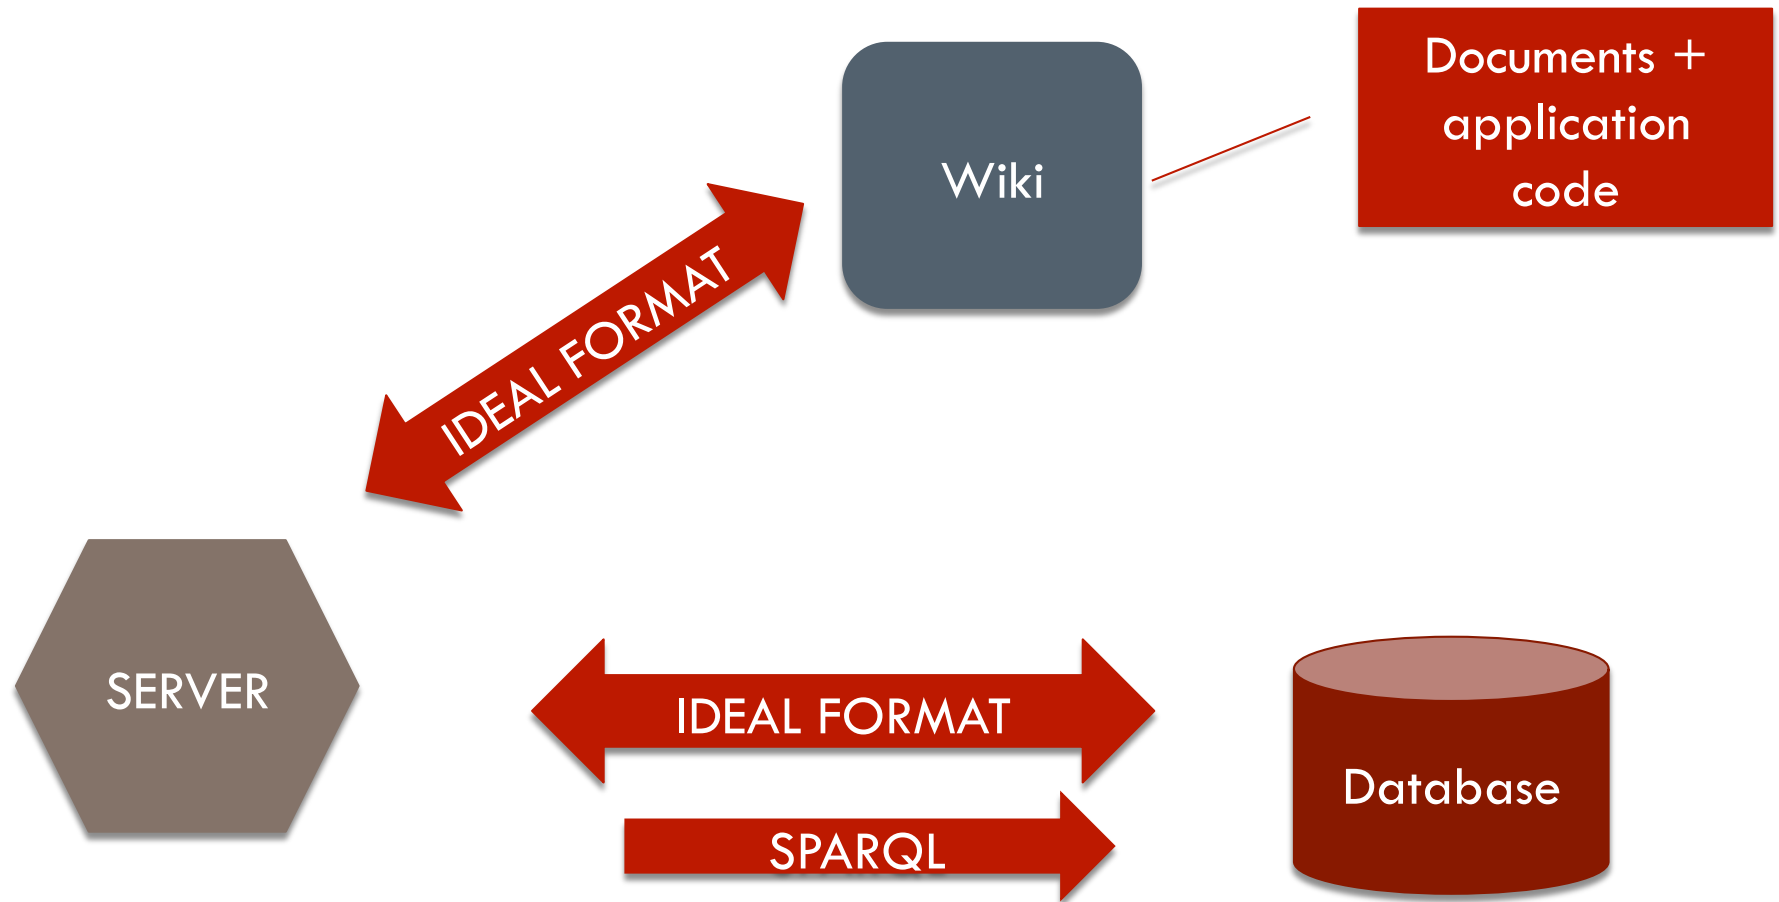 Documents +
application
code
Wiki
IDEAL FORMAT
SERVER
IDEAL FORMAT
Database
SPARQL